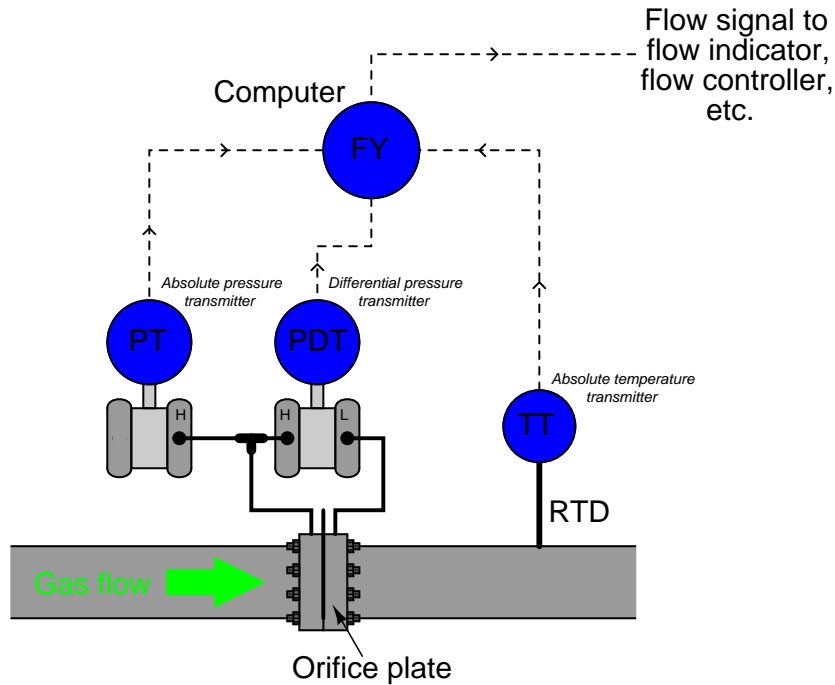 Flow signal to
flow indicator,
flow controller,
etc.
Computer
FY
Absolute pressure
transmitter
Differential pressure
transmitter
PT
PDT
Absolute temperature
transmitter
H
H
L
TT
RTD
Gas flow
Orifice plate